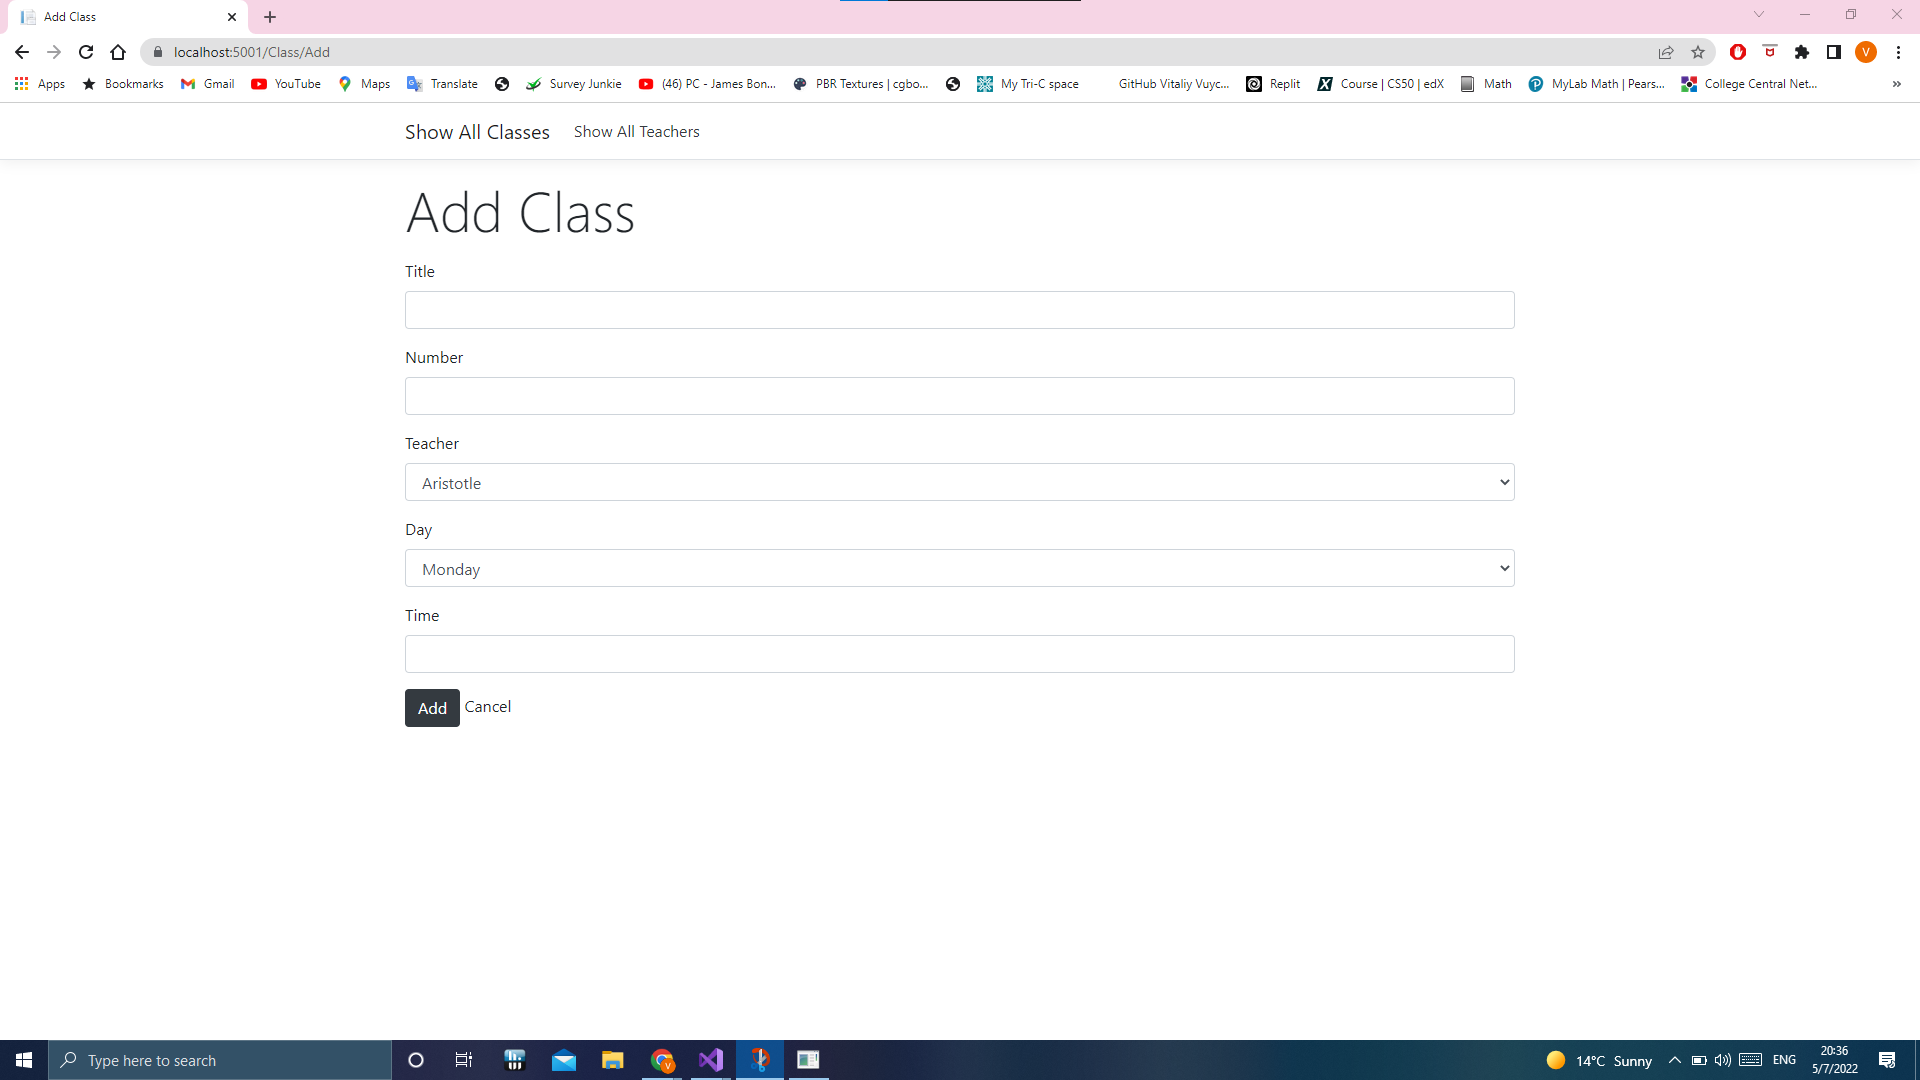 Add Class
localhost:5001/Class/Add
V
Apps Bookmarks Gmail YouTube Maps Translate Survey Junkie (46) PC - James Bon... PBR Textures | cgbo... My Tri-C space GitHub Vitaliy Vuyc... Replit Course | CS50 | edX Math MyLab Math | Pears... College Central Net... »
Show All Classes Show All Teachers
Add Class
Title
Number
Teacher
Aristotle
Day
Monday
Time
Add Cancel
Type here to search
14°C Sunny
ENG
20:36
5/7/2022